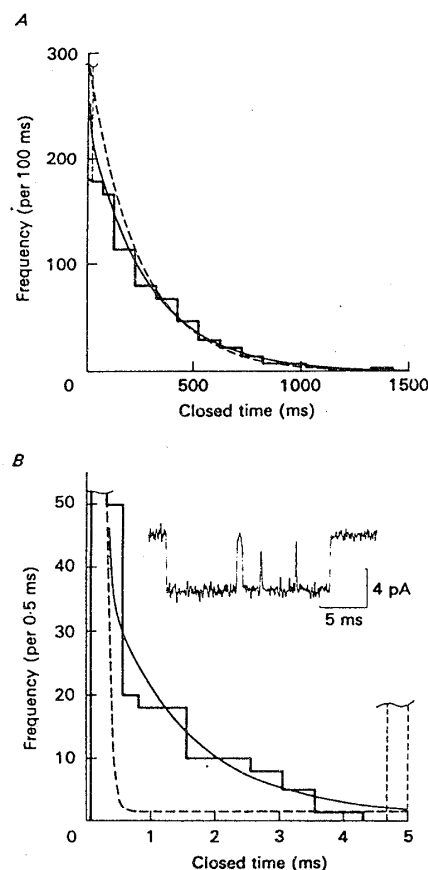 A
300
200
100
0
Frequency (per 100 ms)
500
1000
1500
Closed time (ms)
B
50
40
30
20
10
0
Frequency (per 0·5 ms)
4 pA
5 ms
1
2
3
4
5
Closed time (ms)